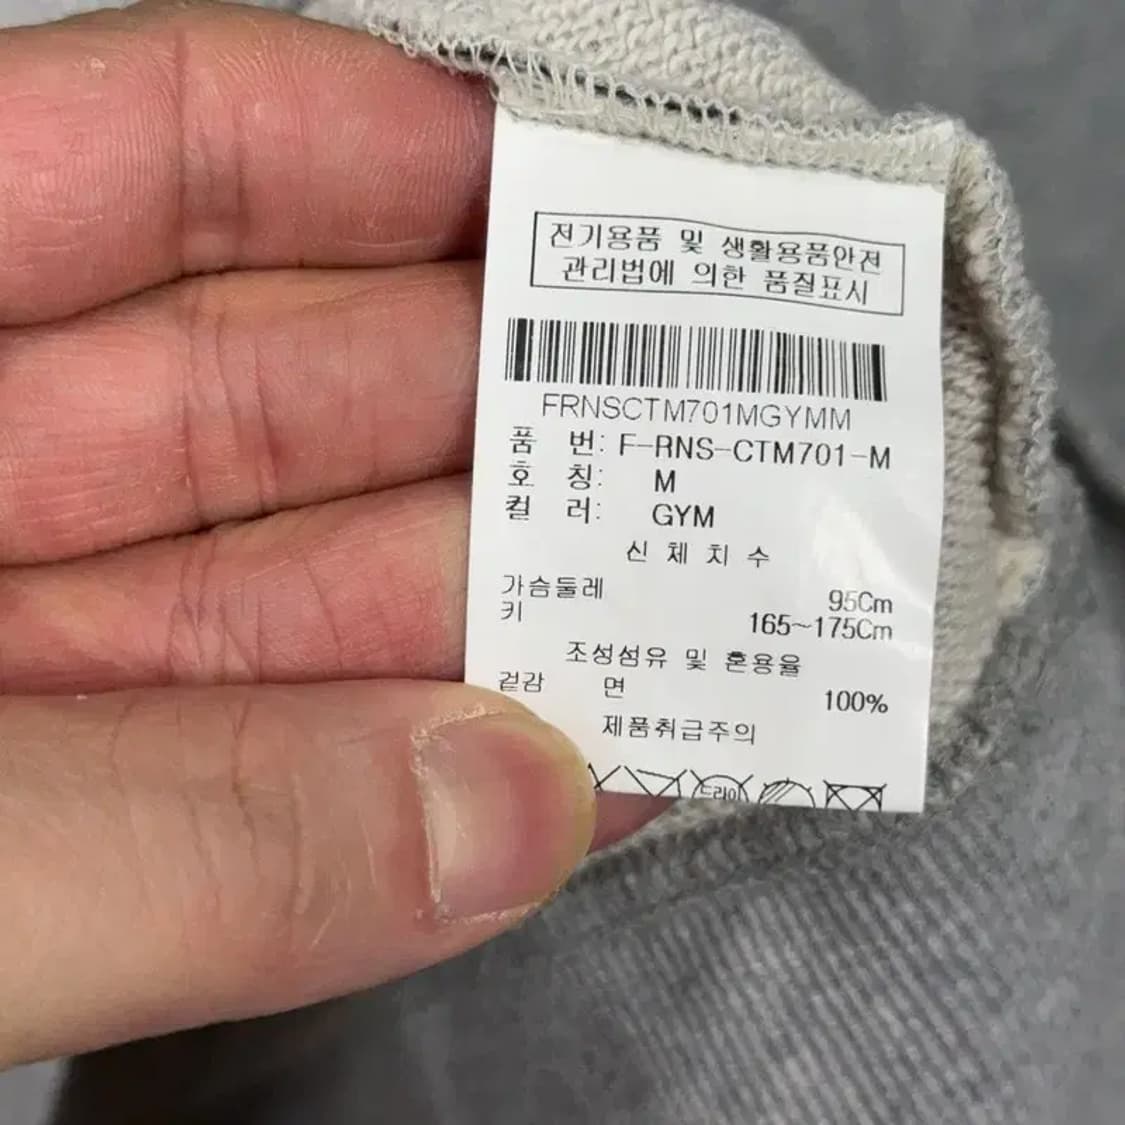 전기용품 및 생활용품안전
관리법에 의한 품질표시
FRNSCTM701MGYMM
품 번: F-RNS-CTM701-M
호 칭: M
컬 러: GYM
신 체 치 수
가슴둘레 95Cm
키 165~175Cm
조성섬유 및 혼용율
겉감 면 100%
제품취급주의
드라이